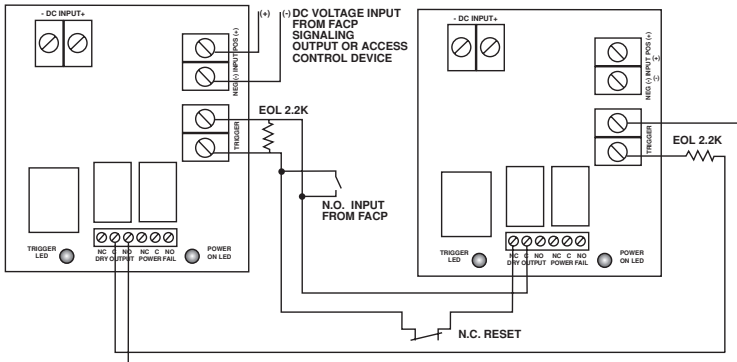 - DC INPUT+
(+)
(-)
DC VOLTAGE INPUT
FROM FACP
SIGNALING
OUTPUT OR ACCESS
CONTROL DEVICE
NEG (-) INPUT POS (+)
TRIGGER
EOL 2.2K
N.O. INPUT
FROM FACP
TRIGGER
LED
NC C NO NC C NO
DRY OUTPUT POWER FAIL
POWER
ON LED
- DC INPUT+
NEG (-) INPUT POS (+)
(-) (+)
TRIGGER
EOL 2.2K
TRIGGER
LED
NC C NO NC C NO
DRY OUTPUT POWER FAIL
POWER
ON LED
N.C. RESET